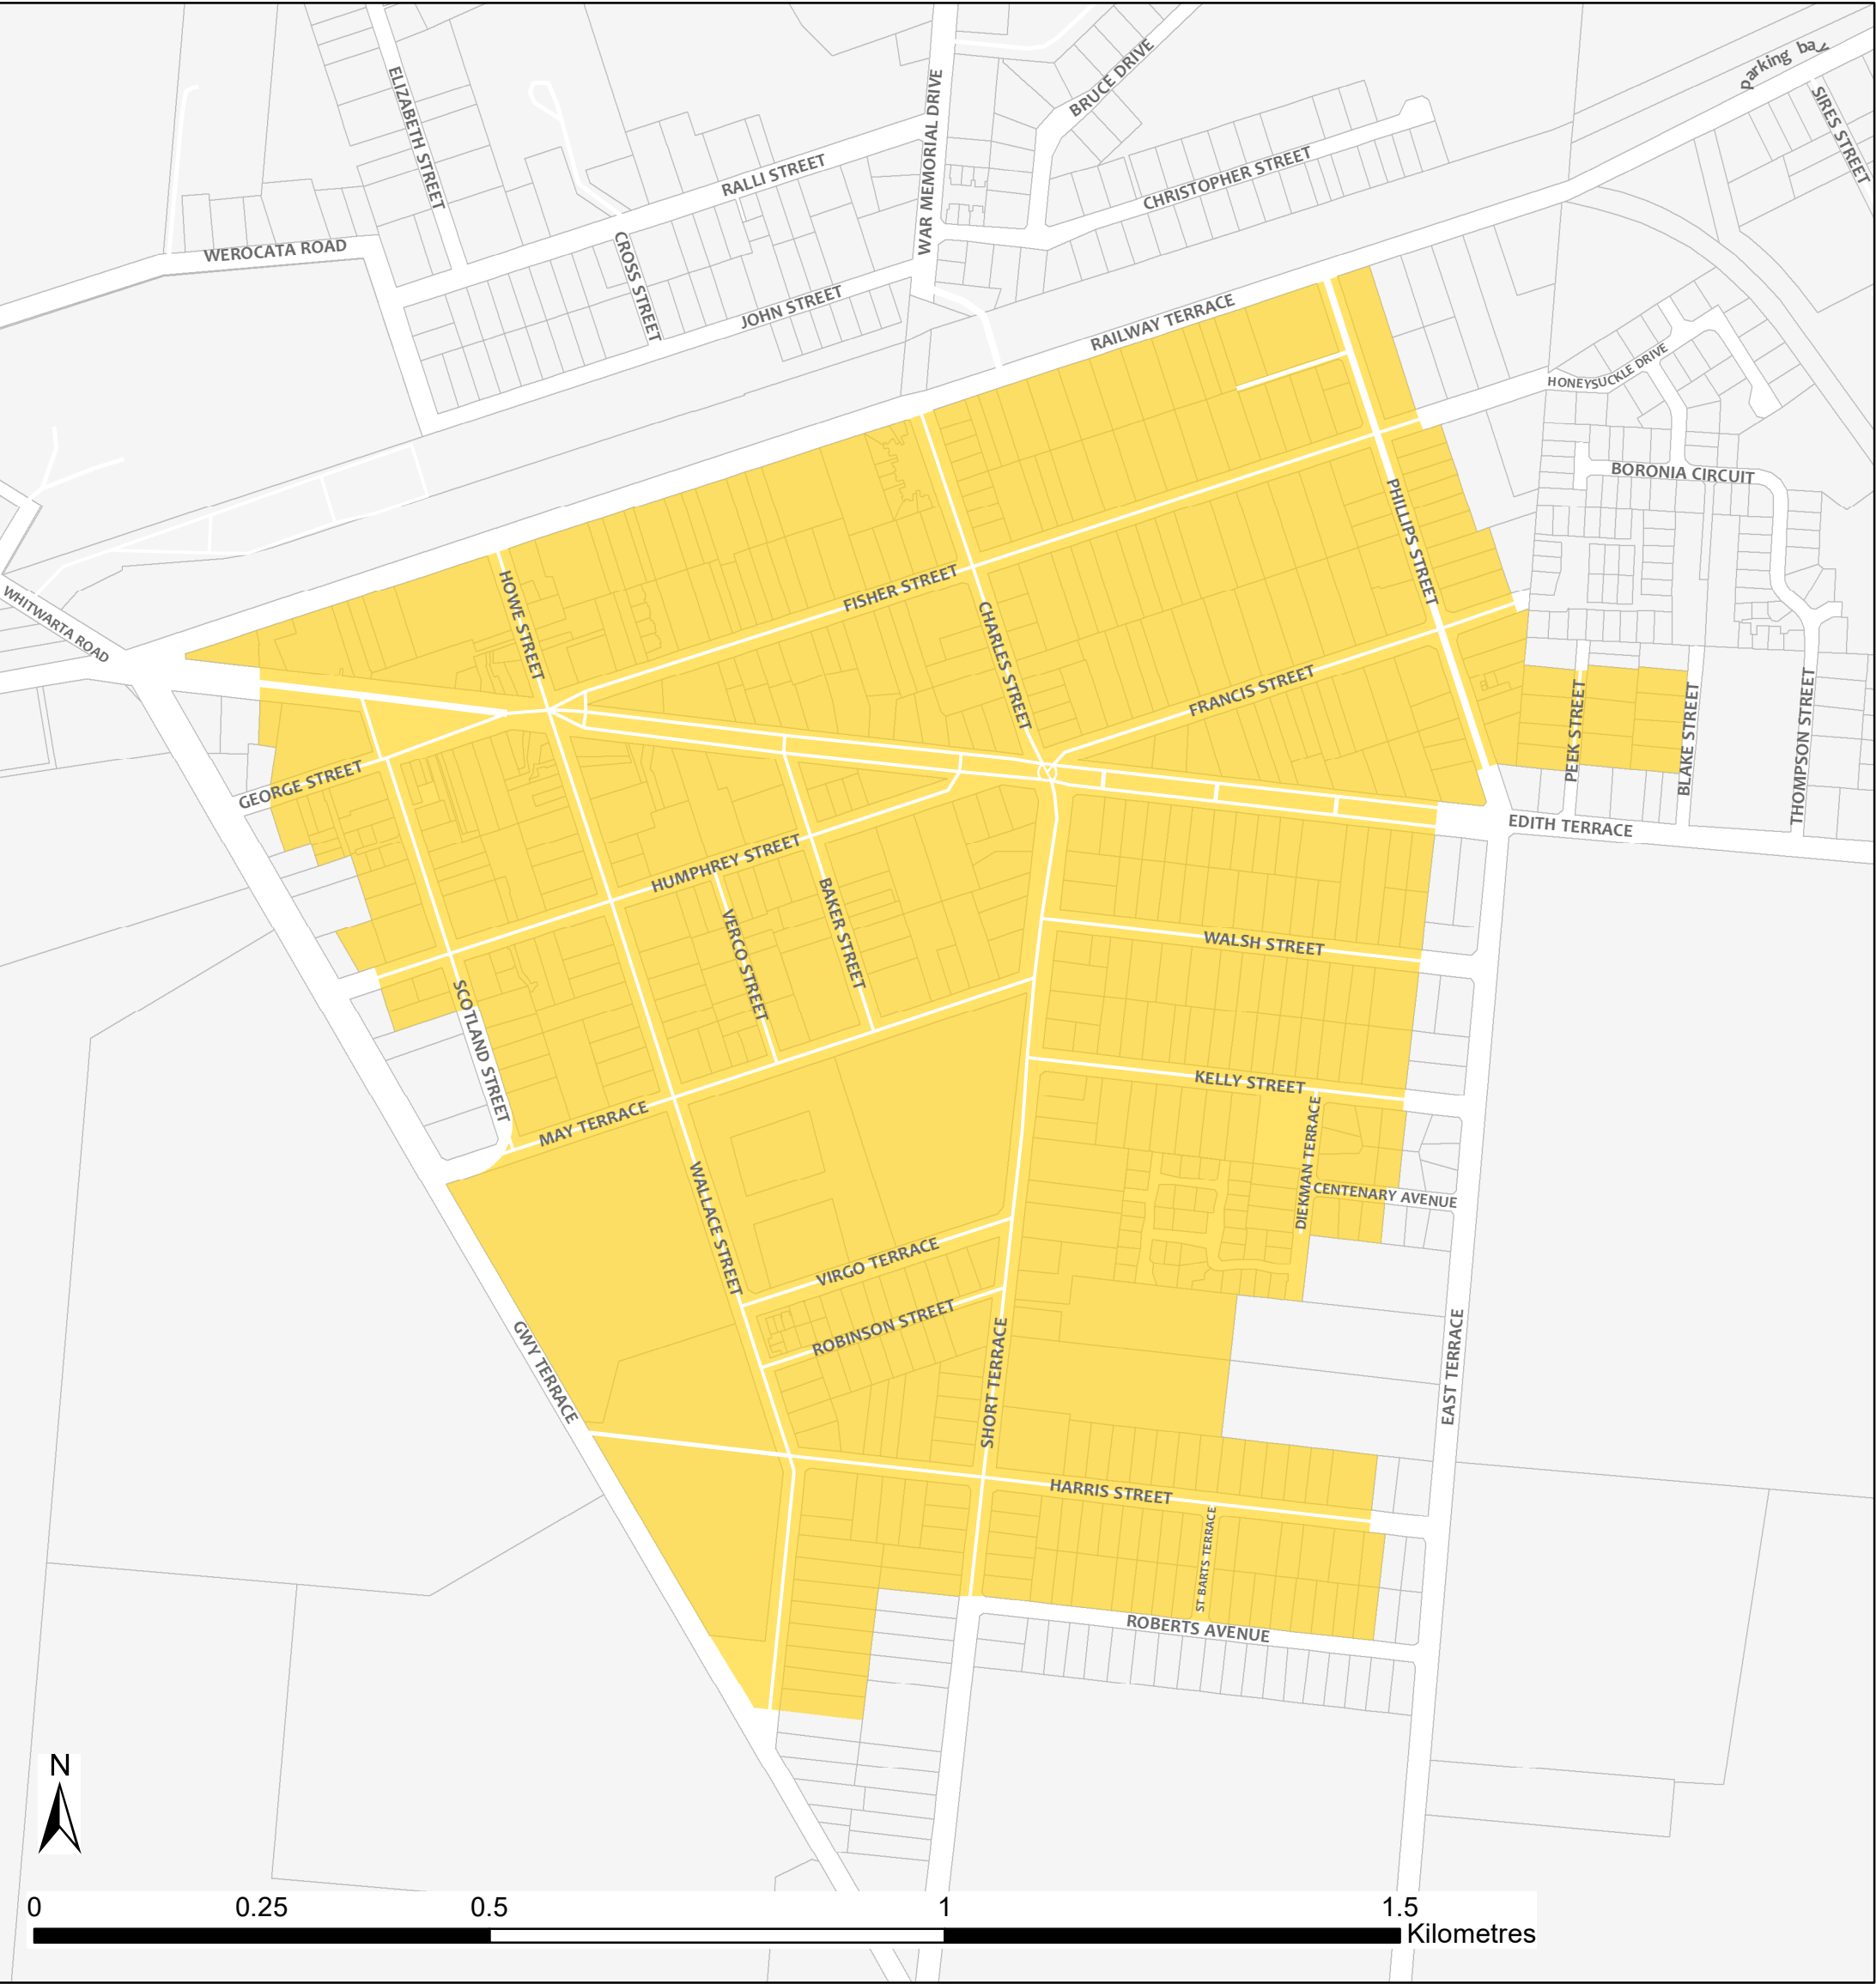 parking bay
SIRES STREET
ELIZABETH STREET
WAR MEMORIAL DRIVE
BRUCE DRIVE
RALLI STREET
CHRISTOPHER STREET
WEROCATA ROAD
CROSS STREET
JOHN STREET
RAILWAY TERRACE
HONEYSUCKLE DRIVE
BORONIA CIRCUIT
PHILLIPS STREET
HOWE STREET
FISHER STREET
CHARLES STREET
WHITWARTA ROAD
FRANCIS STREET
PEEK STREET
BLAKE STREET
THOMPSON STREET
GEORGE STREET
EDITH TERRACE
HUMPHREY STREET
BAKER STREET
VERCO STREET
WALSH STREET
SCOTLAND STREET
KELLY STREET
MAY TERRACE
DIEKMAN TERRACE
CENTENARY AVENUE
WALLACE STREET
VIRGO TERRACE
ROBINSON STREET
GWY TERRACE
SHORT TERRACE
EAST TERRACE
HARRIS STREET
ST BARTS TERRACE
ROBERTS AVENUE
N
0 0.25 0.5 1 1.5
Kilometres